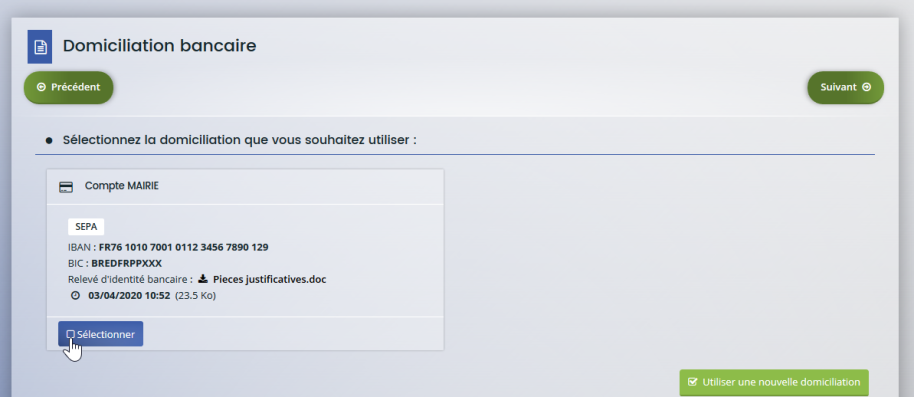 Domiciliation bancaire
Précédent
Suivant
Sélectionnez la domiciliation que vous souhaitez utiliser :
Compte MAIRIE
SEPA
IBAN : FR76 1010 7001 0112 3456 7890 129
BIC : BREDFRPPXXX
Relevé d'identité bancaire : Pieces justificatives.doc
03/04/2020 10:52 (23.5 Ko)
Sélectionner
Utiliser une nouvelle domiciliation